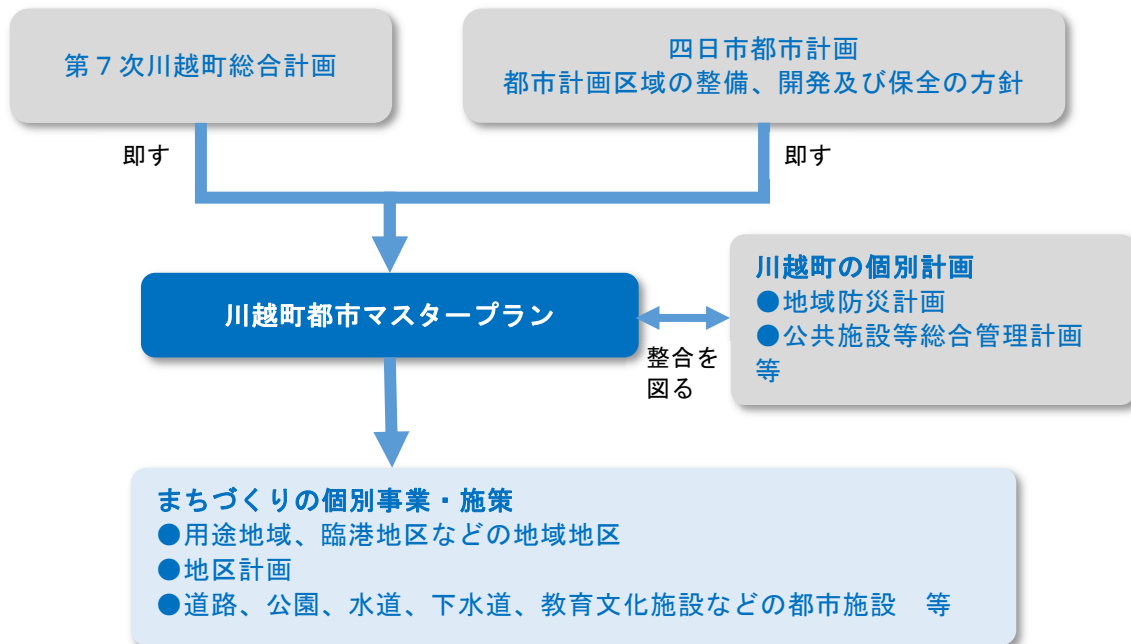 第７次川越町総合計画
四日市都市計画
都市計画区域の整備、開発及び保全の方針
即す
即す
川越町都市マスタープラン
整合を
図る
川越町の個別計画
●地域防災計画
●公共施設等総合管理計画
等
まちづくりの個別事業・施策
●用途地域、臨港地区などの地域地区
●地区計画
●道路、公園、水道、下水道、教育文化施設などの都市施設　等